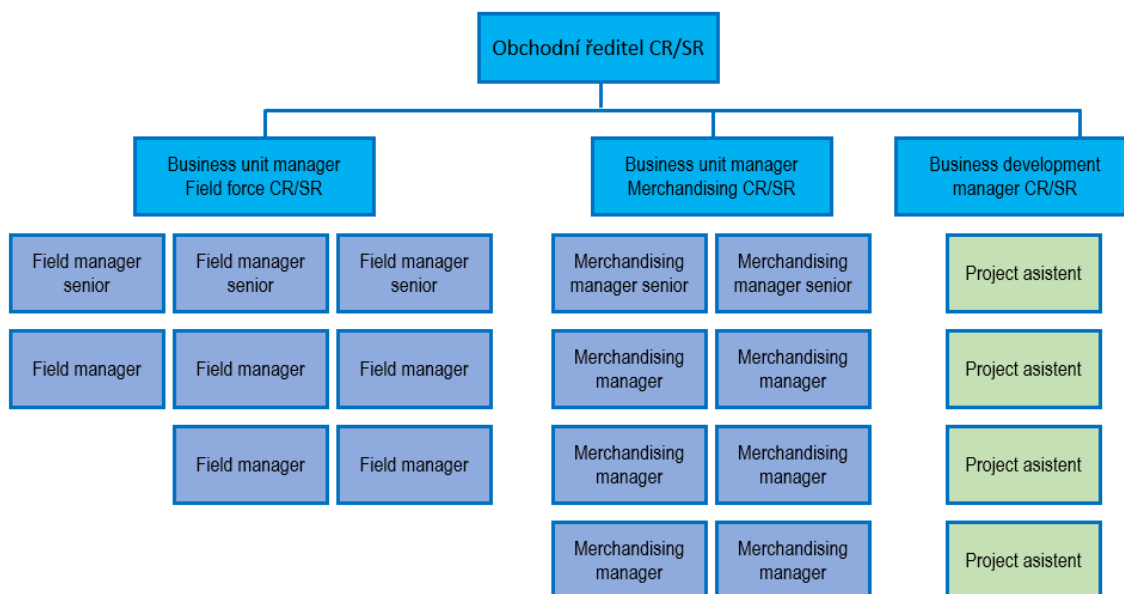 Obchodní ředitel CR/SR
Business unit manager
Field force CR/SR
Business unit manager
Merchandising CR/SR
Business development
manager CR/SR
Field manager
senior
Field manager
senior
Field manager
senior
Merchandising
manager senior
Merchandising
manager senior
Project asistent
Field manager
Field manager
Field manager
Merchandising
manager
Merchandising
manager
Project asistent
Field manager
Field manager
Merchandising
manager
Merchandising
manager
Project asistent
Merchandising
manager
Merchandising
manager
Project asistent